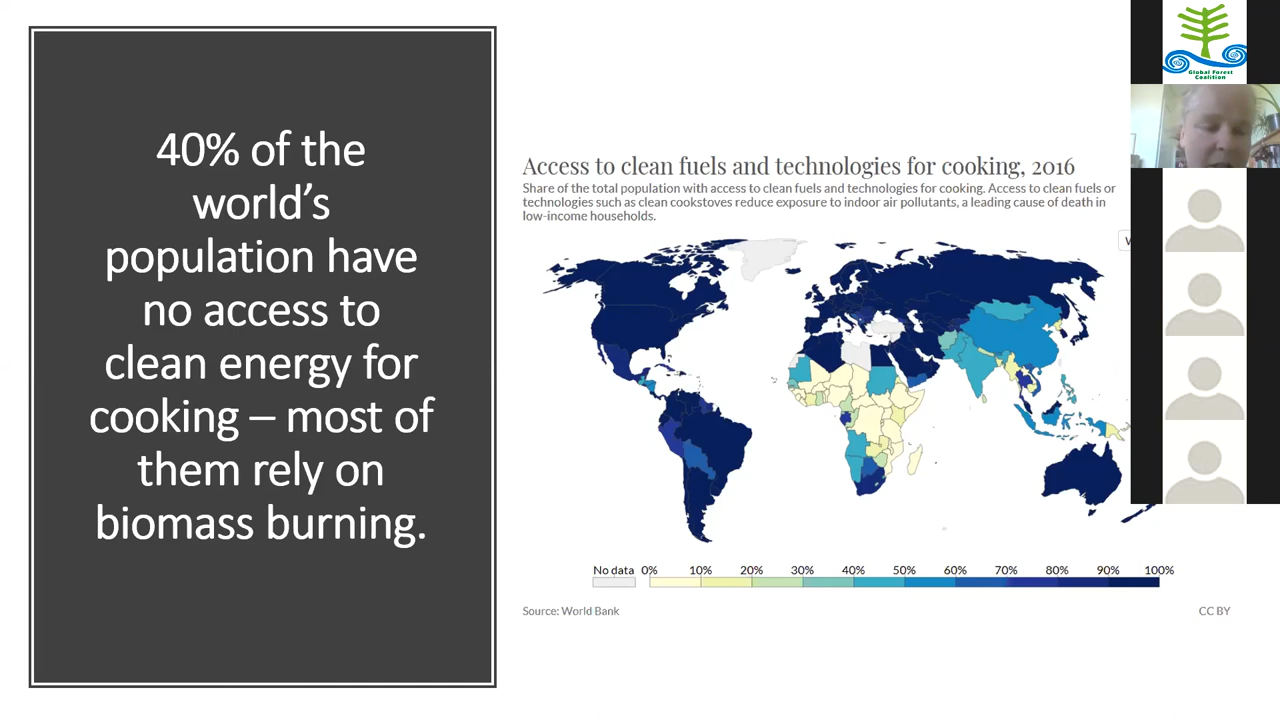 40% of the
world’s
population have
no access to
clean energy for
cooking – most of
them rely on
biomass burning.
Access to clean fuels and technologies for cooking, 2016
Share of the total population with access to clean fuels and technologies for cooking. Access to clean fuels or
technologies such as clean cookstoves reduce exposure to indoor air pollutants, a leading cause of death in
low-income households.
No data 0% 10% 20% 30% 40% 50% 60% 70% 80% 90% 100%
Source: World Bank
CC BY
Global Forest
Coalition